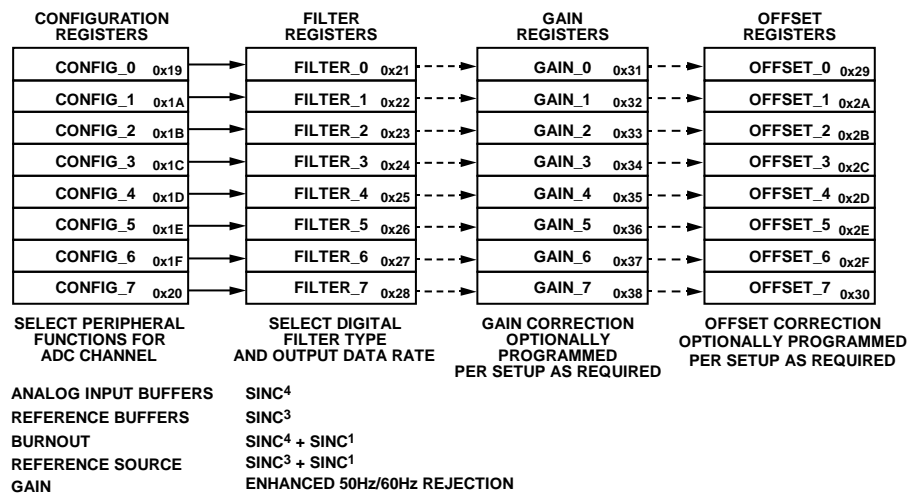 CONFIGURATION REGISTERS
FILTER REGISTERS
GAIN REGISTERS
OFFSET REGISTERS
CONFIG_0 0x19 FILTER_0 0x21 GAIN_0 0x31 OFFSET_0 0x29
CONFIG_1 0x1A FILTER_1 0x22 GAIN_1 0x32 OFFSET_1 0x2A
CONFIG_2 0x1B FILTER_2 0x23 GAIN_2 0x33 OFFSET_2 0x2B
CONFIG_3 0x1C FILTER_3 0x24 GAIN_3 0x34 OFFSET_3 0x2C
CONFIG_4 0x1D FILTER_4 0x25 GAIN_4 0x35 OFFSET_4 0x2D
CONFIG_5 0x1E FILTER_5 0x26 GAIN_5 0x36 OFFSET_5 0x2E
CONFIG_6 0x1F FILTER_6 0x27 GAIN_6 0x37 OFFSET_6 0x2F
CONFIG_7 0x20 FILTER_7 0x28 GAIN_7 0x38 OFFSET_7 0x30
SELECT PERIPHERAL
FUNCTIONS FOR
ADC CHANNEL
SELECT DIGITAL
FILTER TYPE
AND OUTPUT DATA RATE
GAIN CORRECTION
OPTIONALLY
PROGRAMMED
PER SETUP AS REQUIRED
OFFSET CORRECTION
OPTIONALLY PROGRAMMED
PER SETUP AS REQUIRED
ANALOG INPUT BUFFERS
REFERENCE BUFFERS
BURNOUT
REFERENCE SOURCE
GAIN
SINC4
SINC3
SINC4 + SINC1
SINC3 + SINC1
ENHANCED 50Hz/60Hz REJECTION